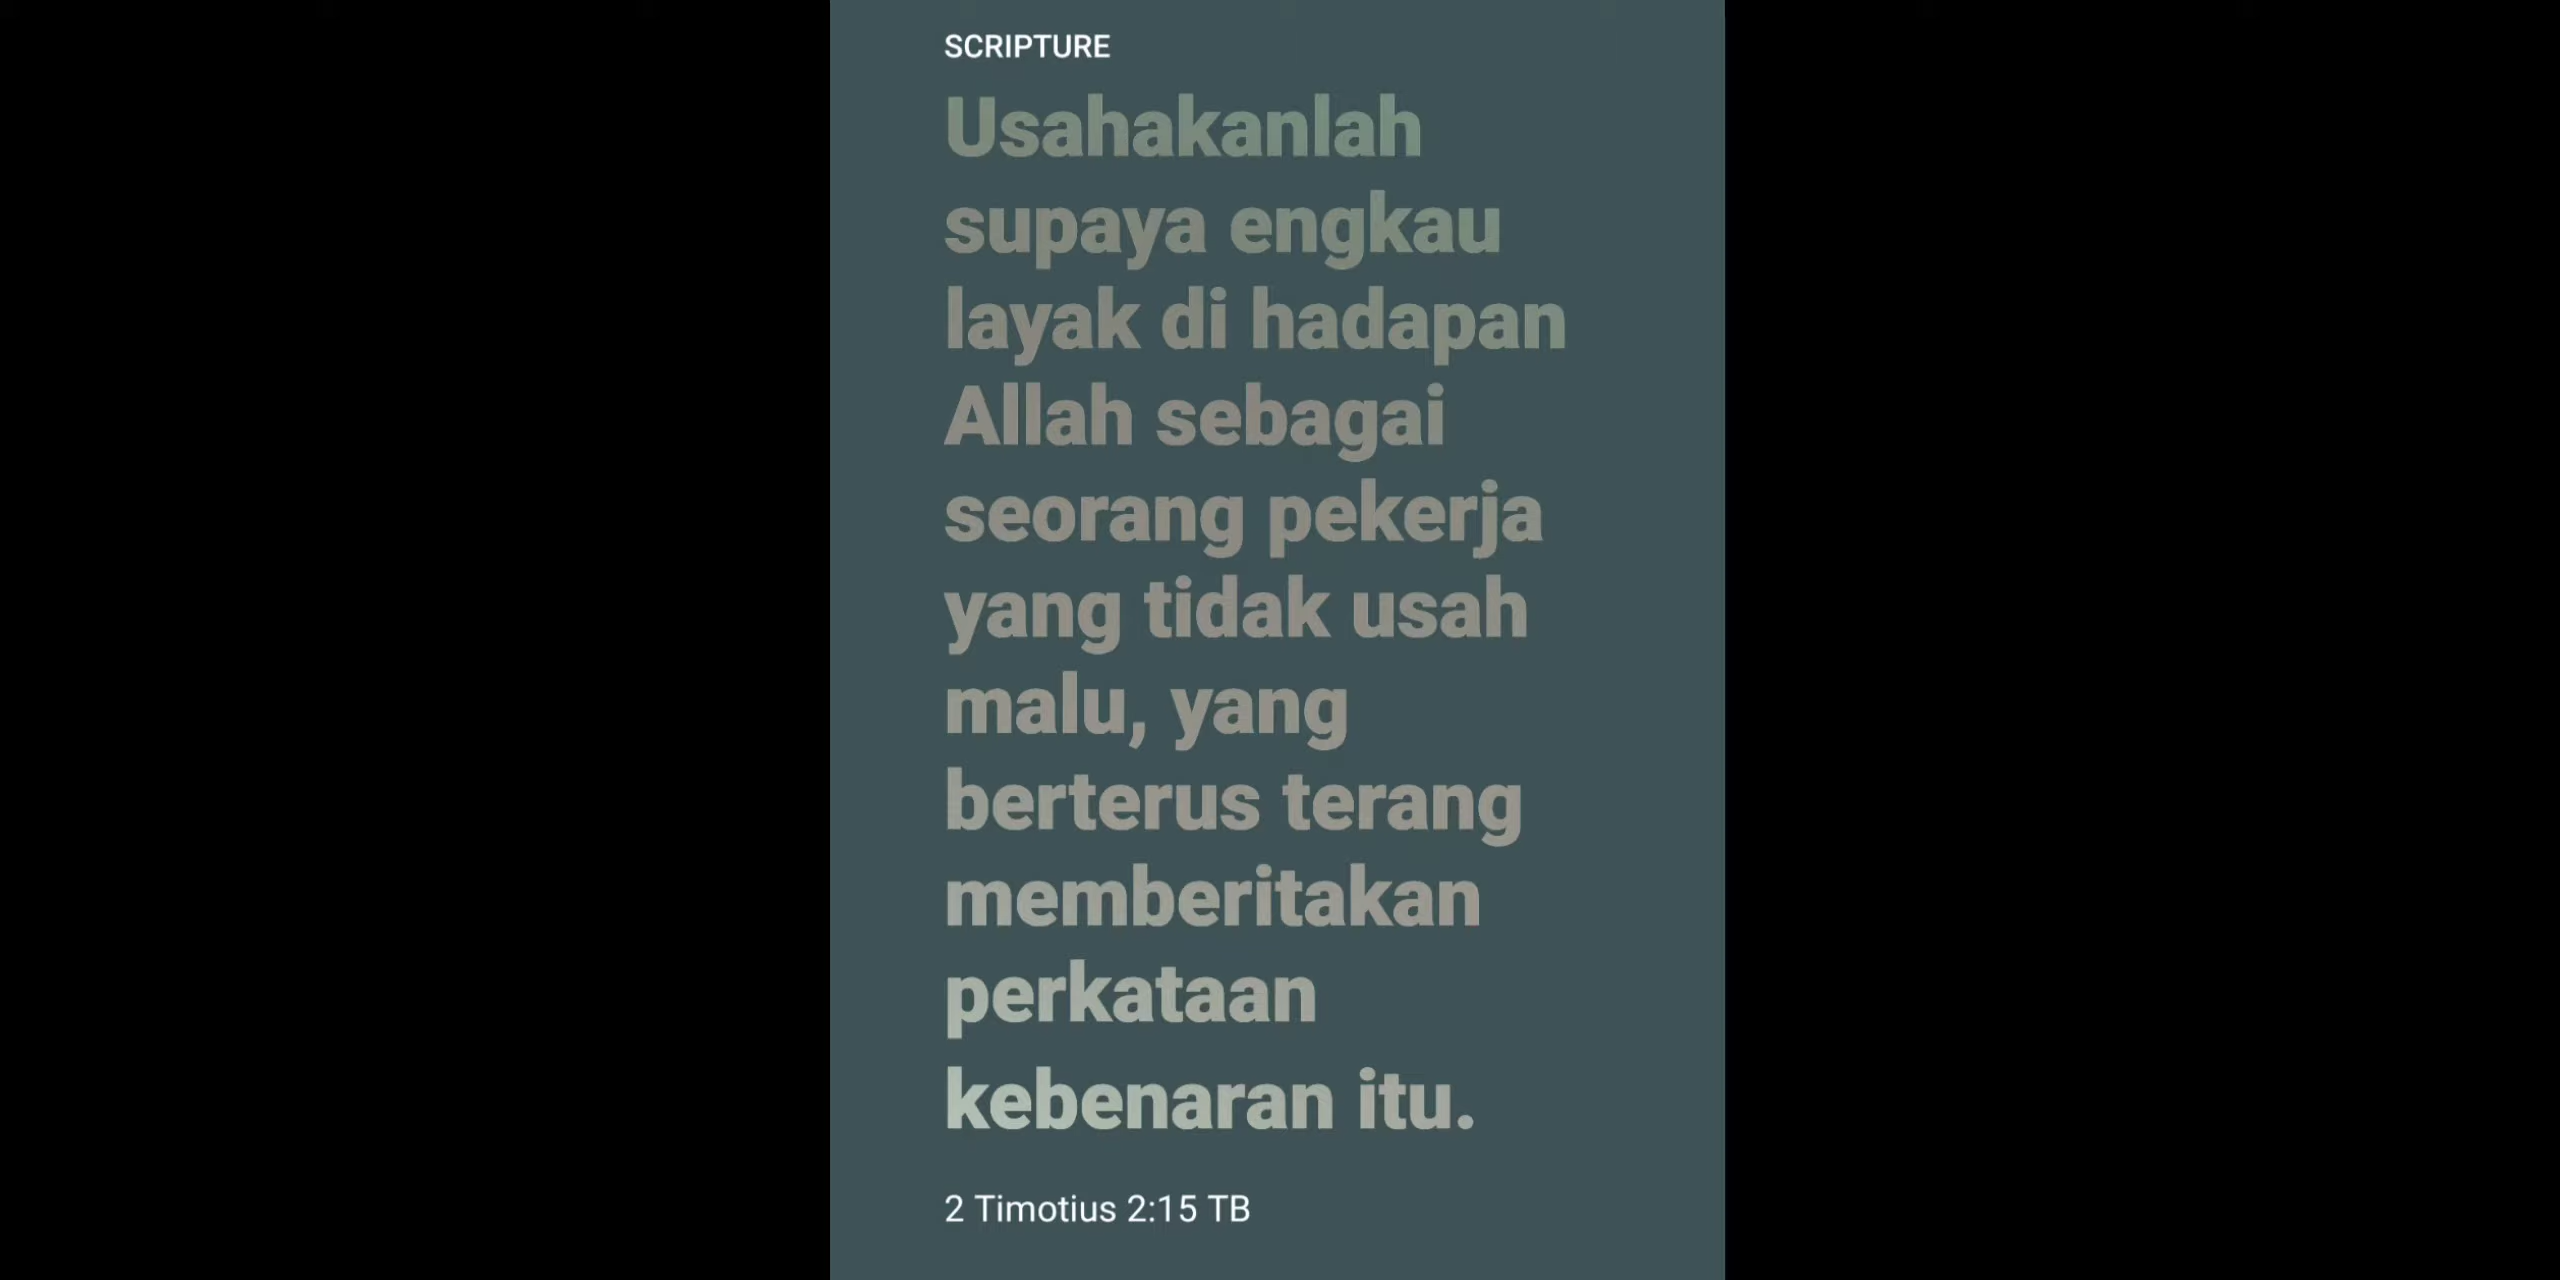 SCRIPTURE
Usahakanlah
supaya engkau
layak di hadapan
Allah sebagai
seorang pekerja
yang tidak usah
malu, yang
berterus terang
memberitakan
perkataan
kebenaran itu.
2 Timotius 2:15 TB